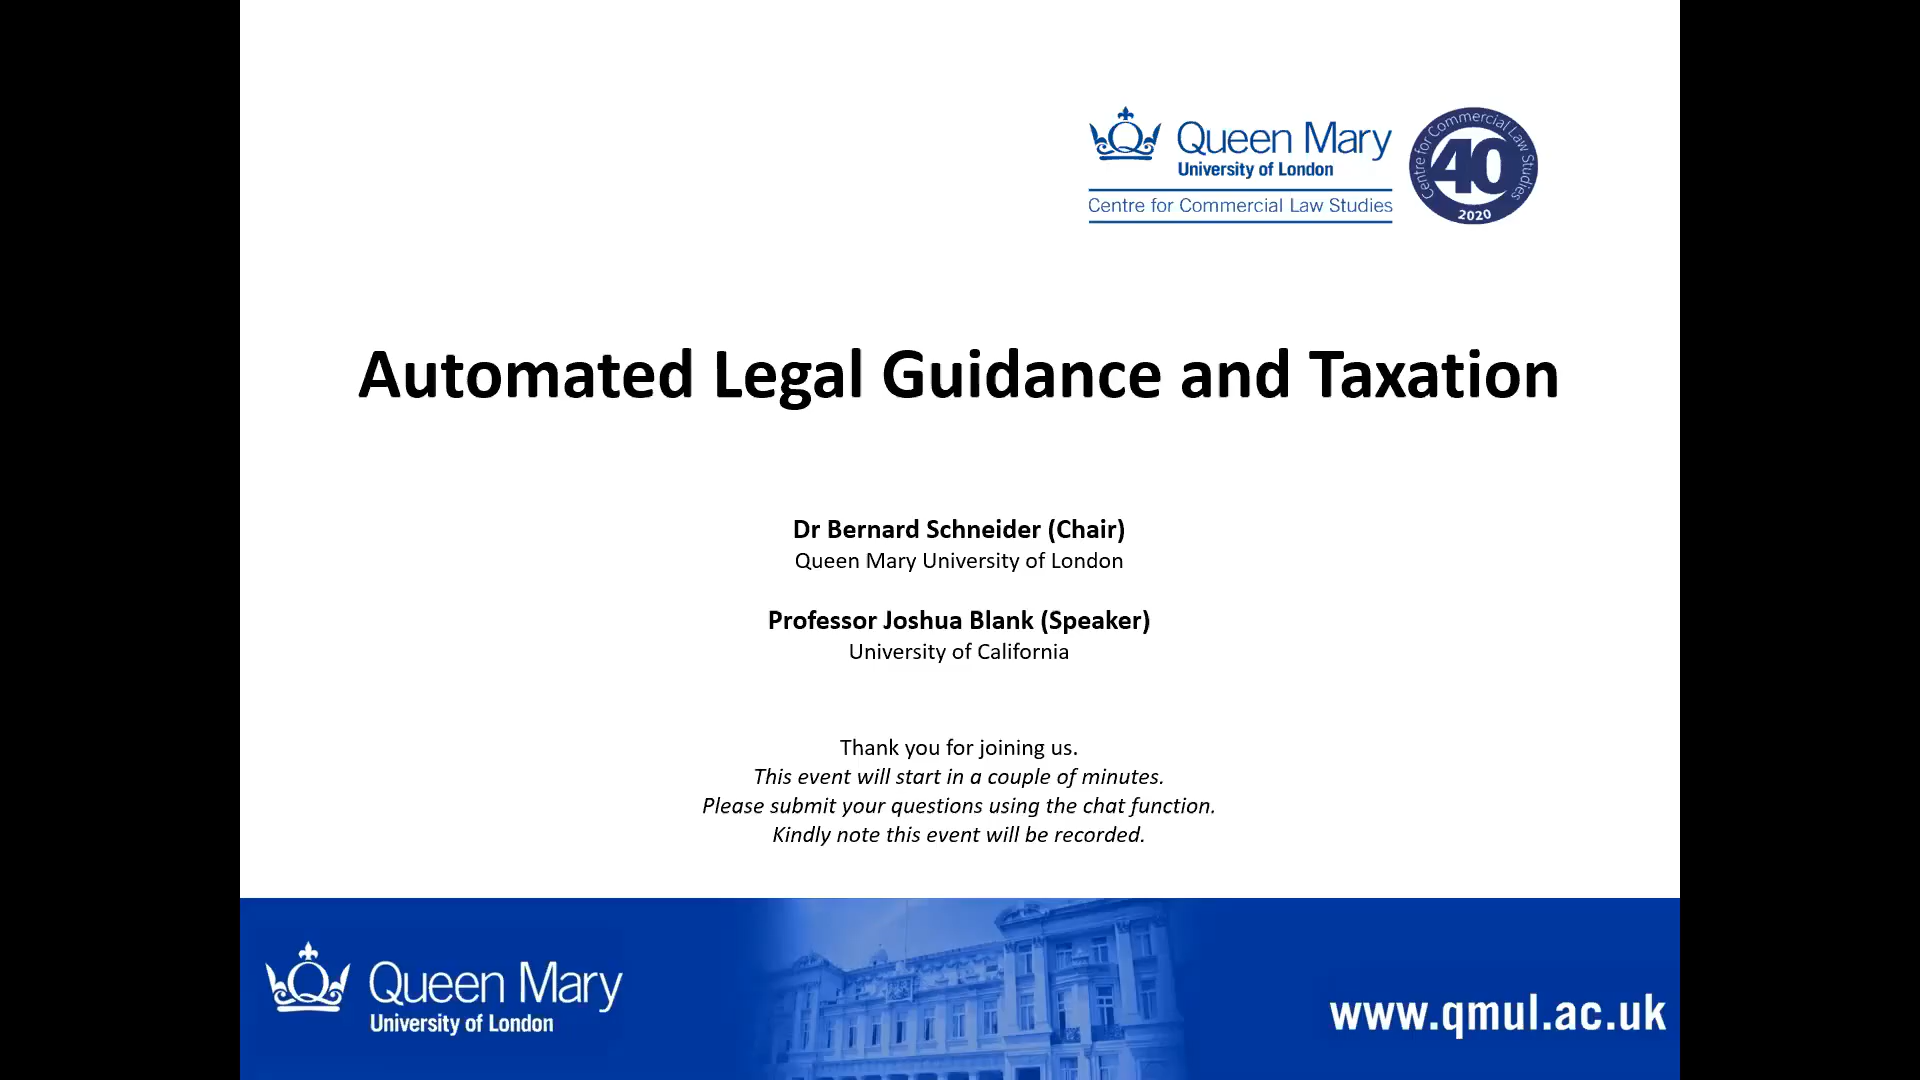 Queen Mary
University of London
Centre for Commercial Law Studies
Centre for Commercial Law Studies
40
2020
Automated Legal Guidance and Taxation
Dr Bernard Schneider (Chair)
Queen Mary University of London
Professor Joshua Blank (Speaker)
University of California
Thank you for joining us.
This event will start in a couple of minutes.
Please submit your questions using the chat function.
Kindly note this event will be recorded.
Queen Mary
University of London
www.qmul.ac.uk